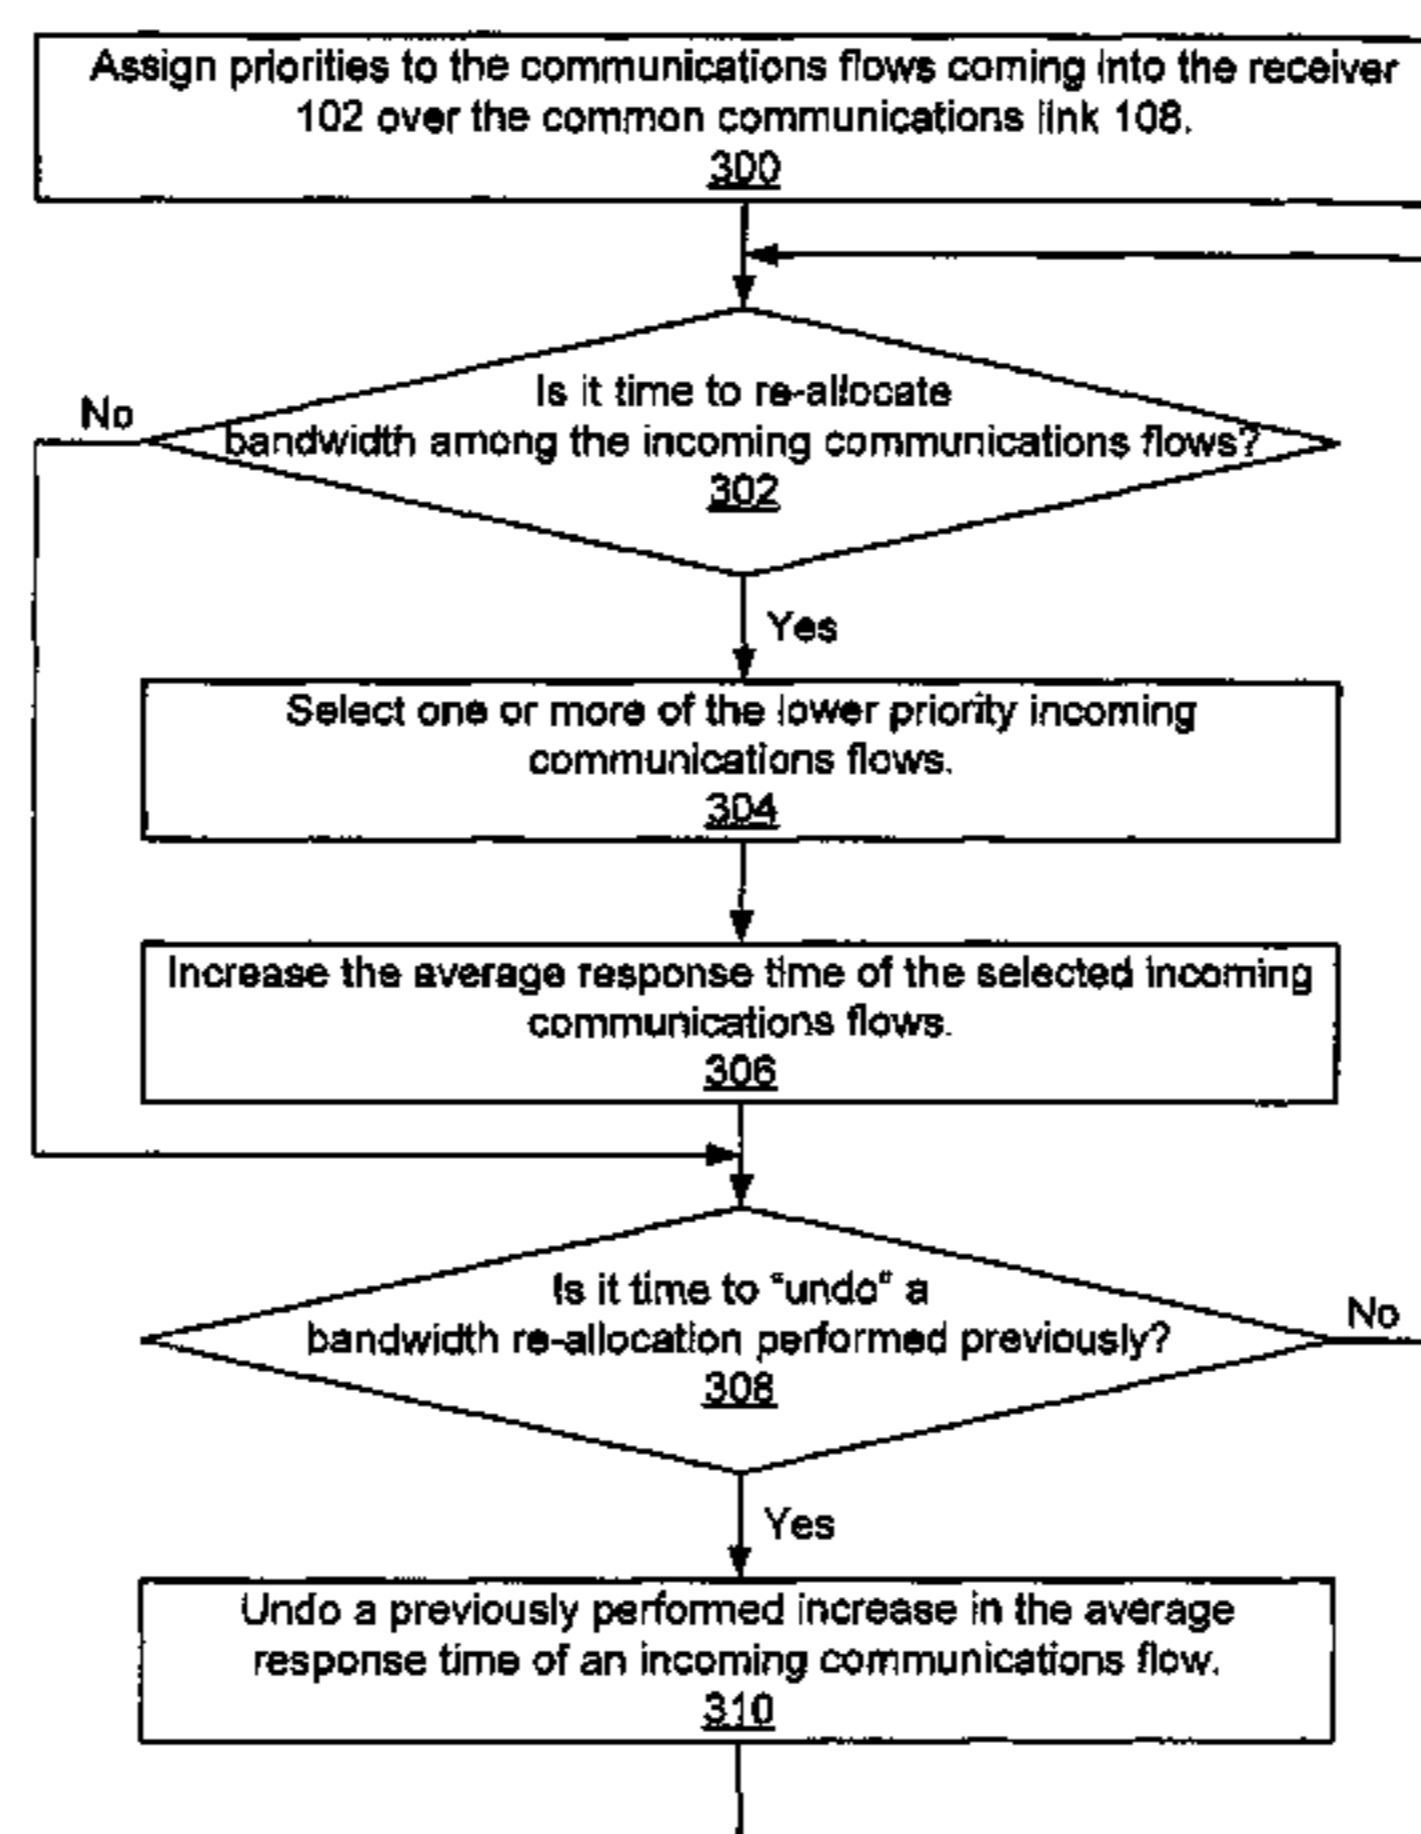 Assign priorities to the communications flows coming into the receiver
102 over the common communications link 108.
300
Is it time to re-allocate
No
bandwidth among the incoming communications flows?
302
Yes
Select one or more of the lower priority incoming
communications flows.
304
Increase the average response time of the selected incoming
communications flows.
306
Is it time to "undo" a
No
bandwidth re-allocation performed previously?
308
Yes
Undo a previously performed increase in the average
response time of an incoming communications flow.
310